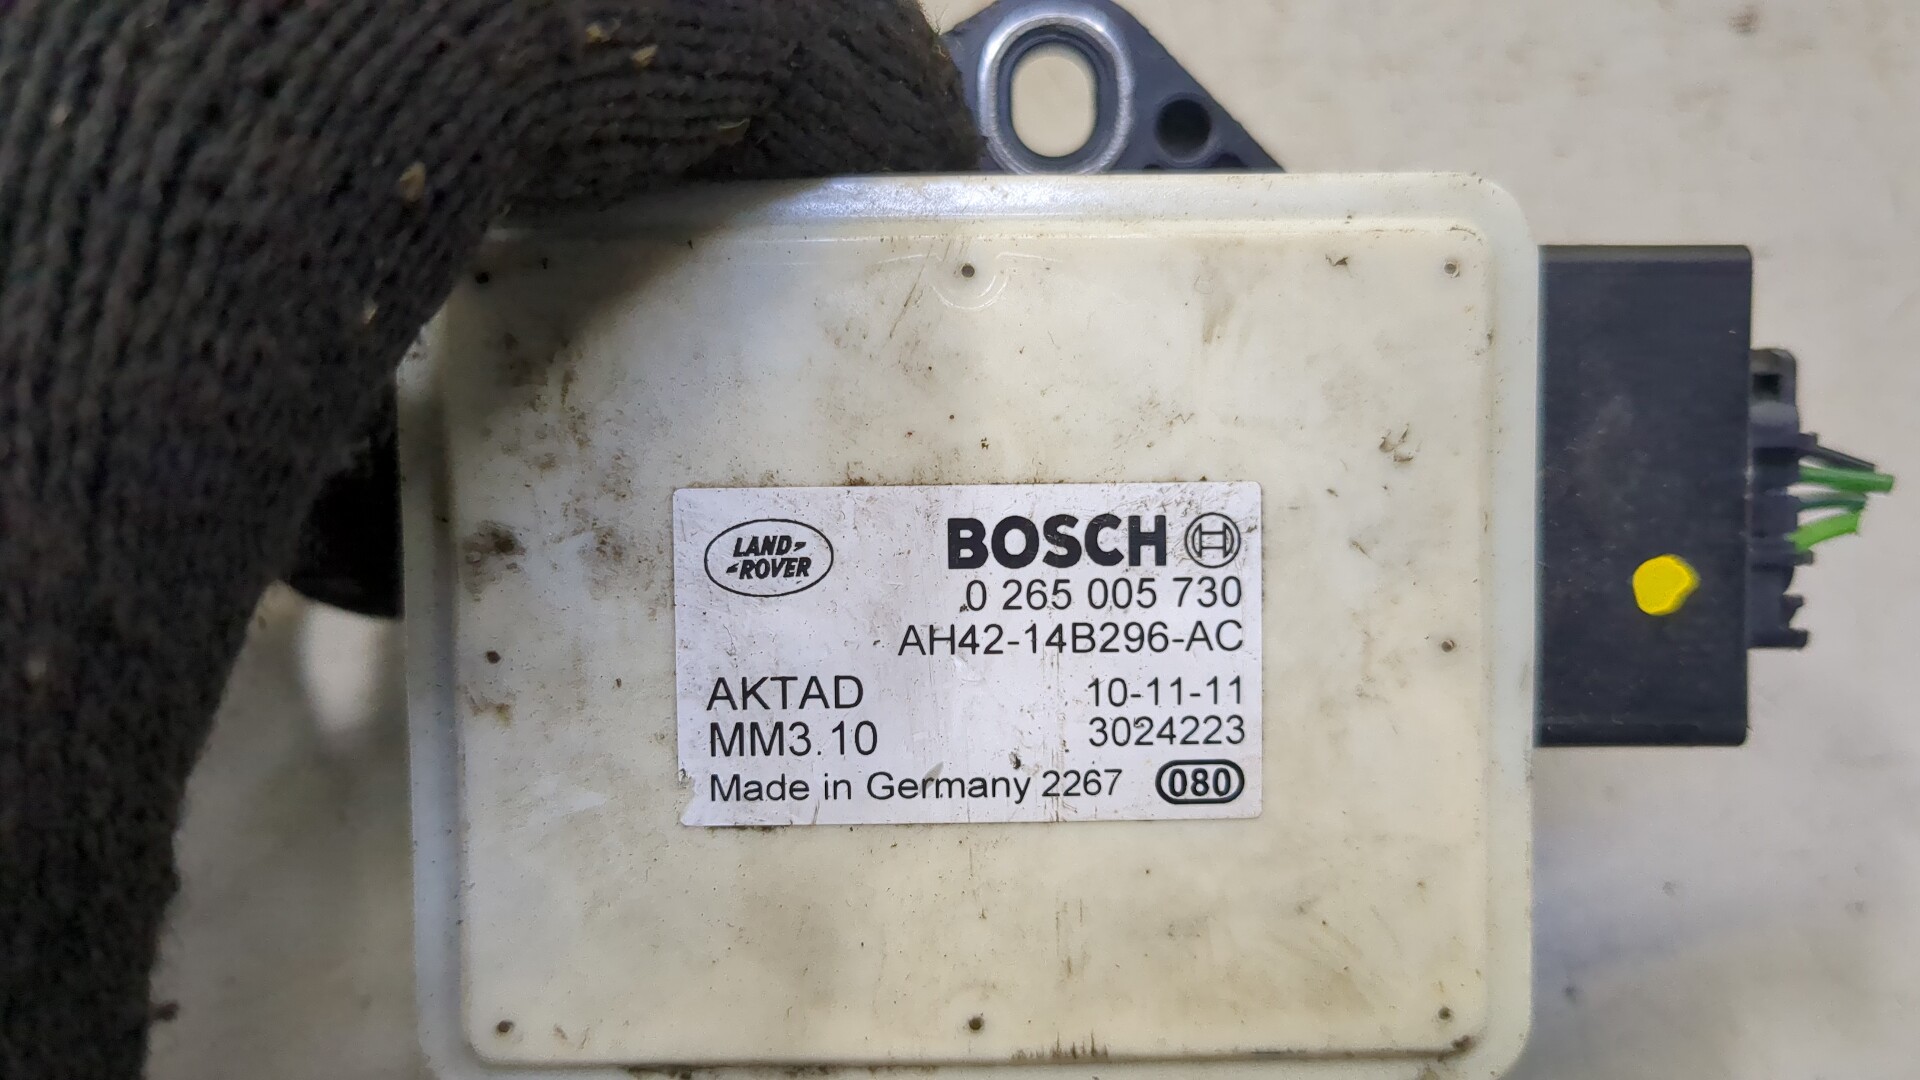 LAND-
-ROVER
BOSCH
0 265 005 730
AH42-14B296-AC
AKTAD 10-11-11
MM3.10 3024223
Made in Germany 2267 080